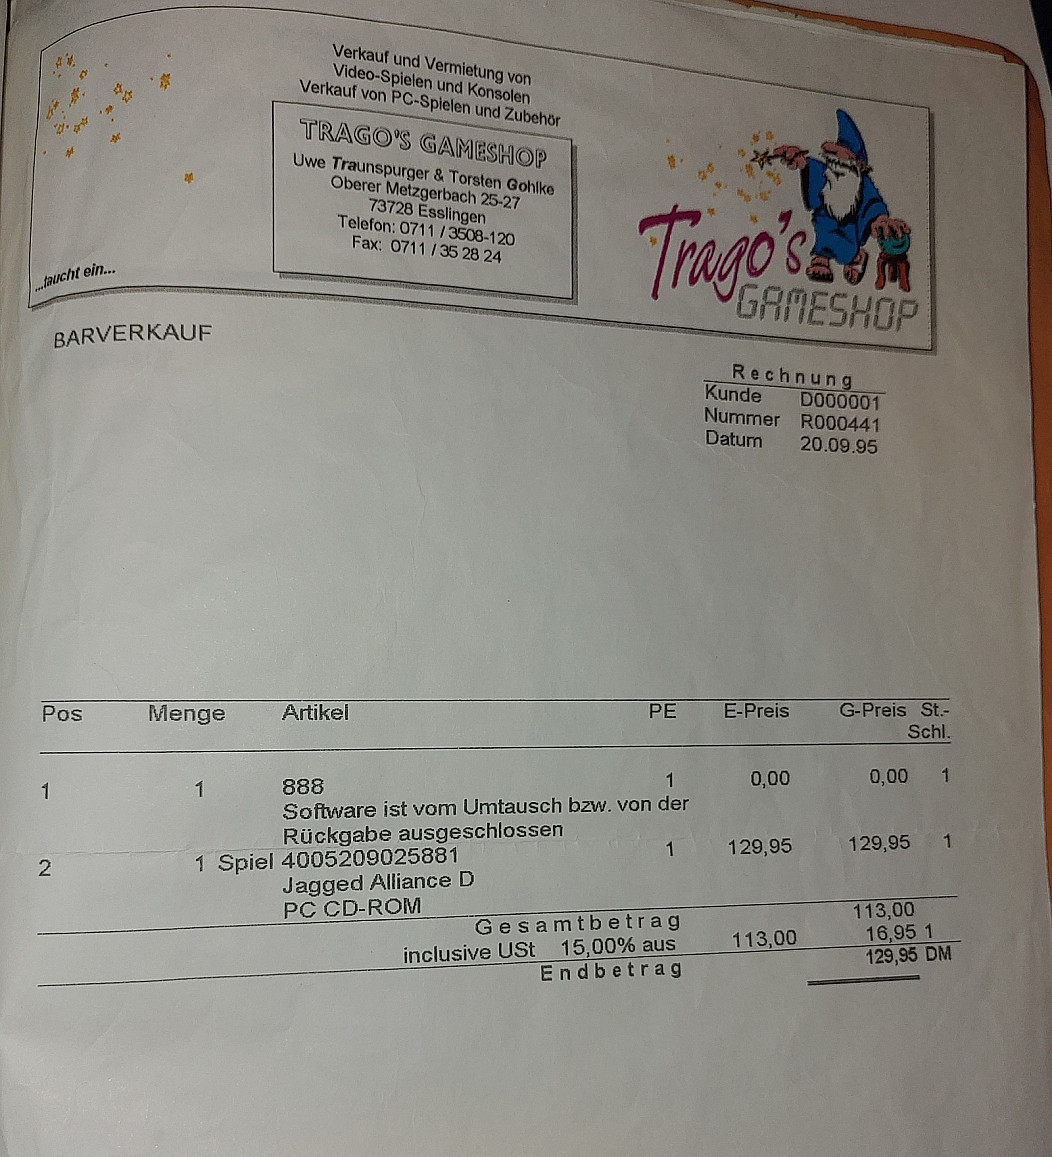 Verkauf und Vermietung von
Video-Spielen und Konsolen
Verkauf von PC-Spielen und Zubehör
TRAGO'S GAMESHOP
Uwe Traunspurger & Torsten Gohlke
Oberer Metzgerbach 25-27
73728 Esslingen
Telefon: 0711 / 3508-120
Fax: 0711 / 35 28 24
...taucht ein...
Trago's
GAMESHOP
BARVERKAUF
Rechnung
Kunde D000001
Nummer R000441
Datum 20.09.95
Pos Menge Artikel PE E-Preis G-Preis St.-
Schl.
1 1 888 1 0,00 0,00 1
Software ist vom Umtausch bzw. von der
Rückgabe ausgeschlossen
2 1 Spiel 4005209025881 1 129,95 129,95 1
Jagged Alliance D
PC CD-ROM
Gesamtbetrag 113,00
inclusive USt 15,00% aus 113,00 16,95 1
Endbetrag 129,95 DM